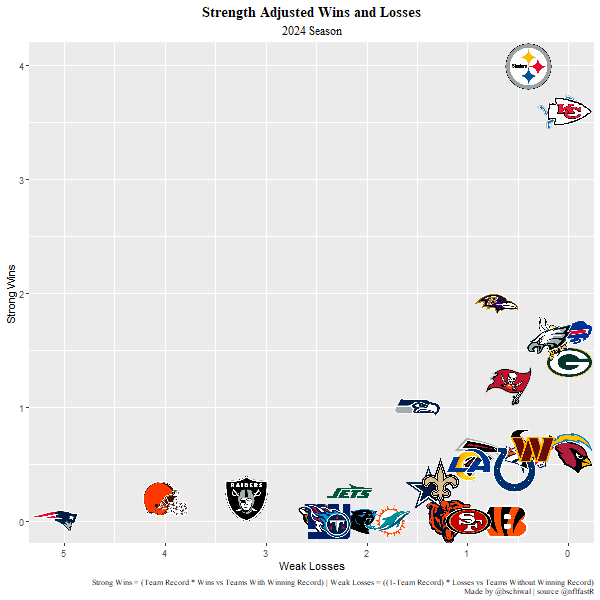 Strength Adjusted Wins and Losses
2024 Season
Strong Wins
4
3
2
1
0
Steelers
KC
G
RAIDERS
JETS
5 4 3 2 1 0
Weak Losses
Strong Wins = (Team Record * Wins vs Teams With Winning Record) | Weak Losses = ((1-Team Record) * Losses vs Teams Without Winning Record)
Made by @bschiwal | source @nflfastR